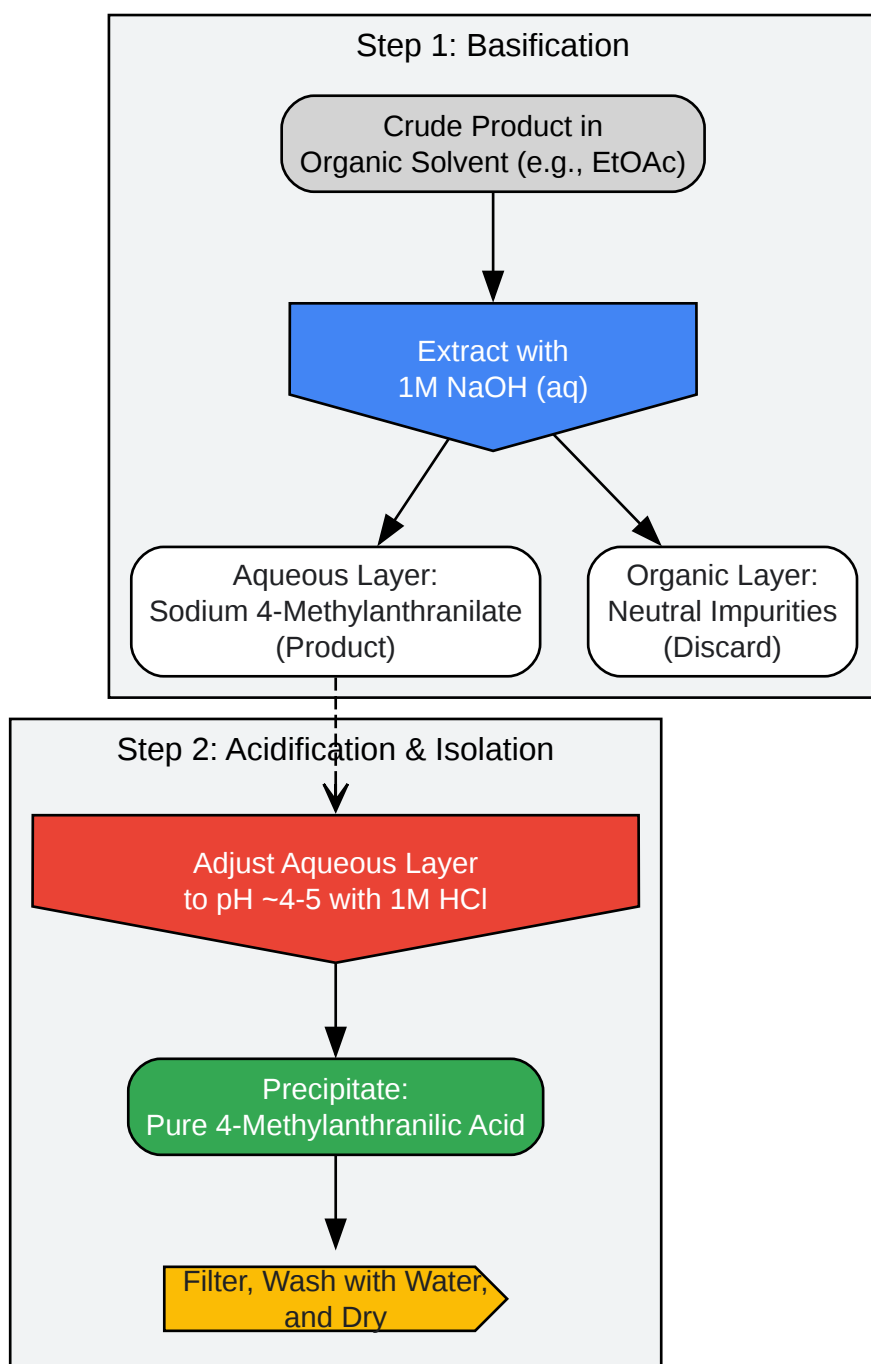 Step 1: Basification
Crude Product in
Organic Solvent (e.g., EtOAc)
Extract with
1M NaOH (aq)
Aqueous Layer:
Sodium 4-Methylanthranilate
(Product)
Organic Layer:
Neutral Impurities
(Discard)
Step 2: Acidification & Isolation
Adjust Aqueous Layer
to pH ~4-5 with 1M HCl
Precipitate:
Pure 4-Methylanthranilic Acid
Filter, Wash with Water,
and Dry